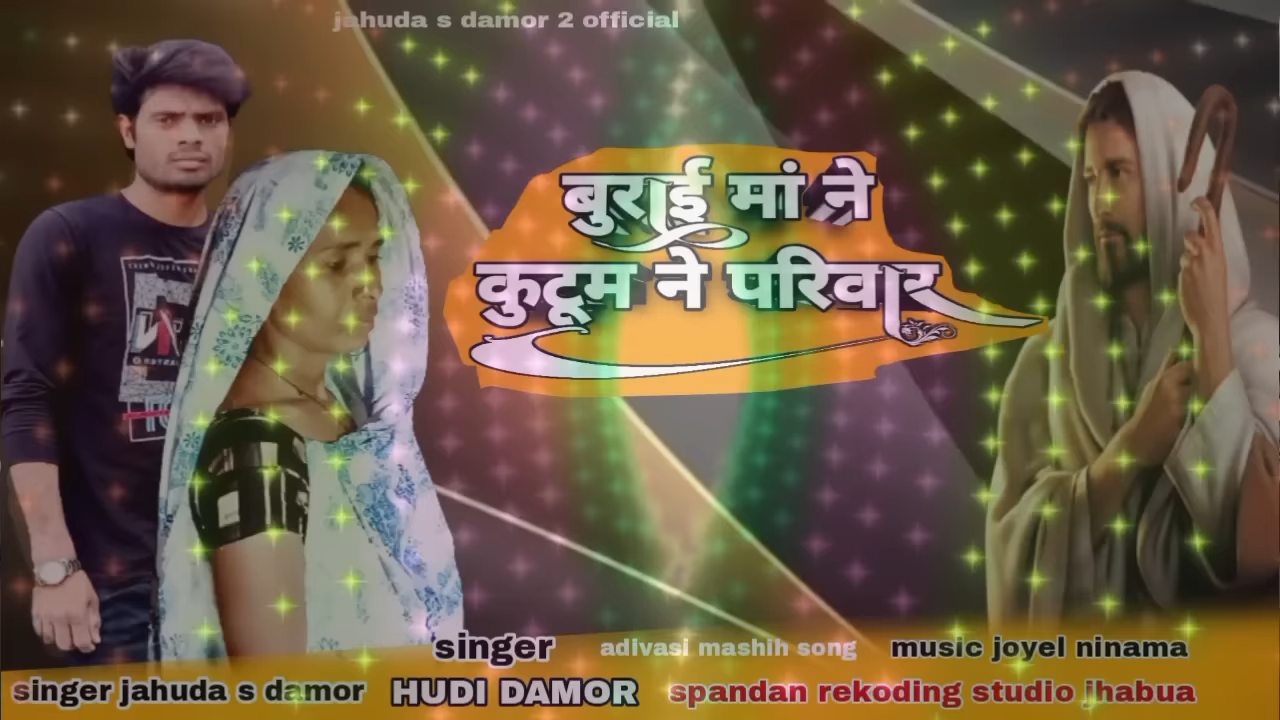 jahuda s damor 2 official
बुराई मां ने
कुटूम ने परिवार
singer
adivasi mashih song
music joyel ninama
singer jahuda s damor
HUDI DAMOR
spandan rekoding studio jhabua